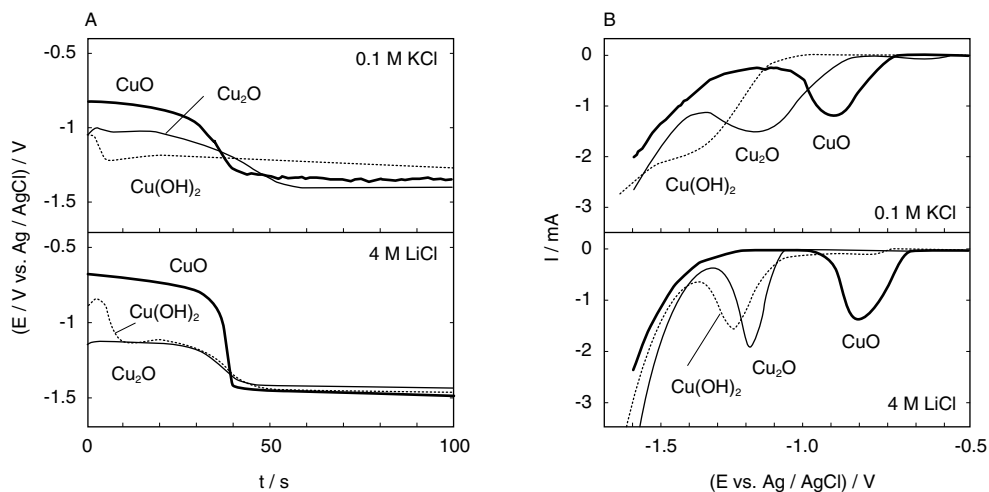 A
-0.5
-1
-1.5
0.1 M KCl
CuO
Cu2O
Cu(OH)2
-0.5
-1
-1.5
4 M LiCl
CuO
Cu(OH)2
Cu2O
0
50
100
t / s
(E / V vs. Ag / AgCl) / V
B
0
-1
-2
-3
Cu(OH)2
Cu2O
CuO
0.1 M KCl
0
-1
-2
-3
Cu(OH)2
Cu2O
CuO
4 M LiCl
-1.5
-1.0
-0.5
(E vs. Ag / AgCl) / V
I / mA